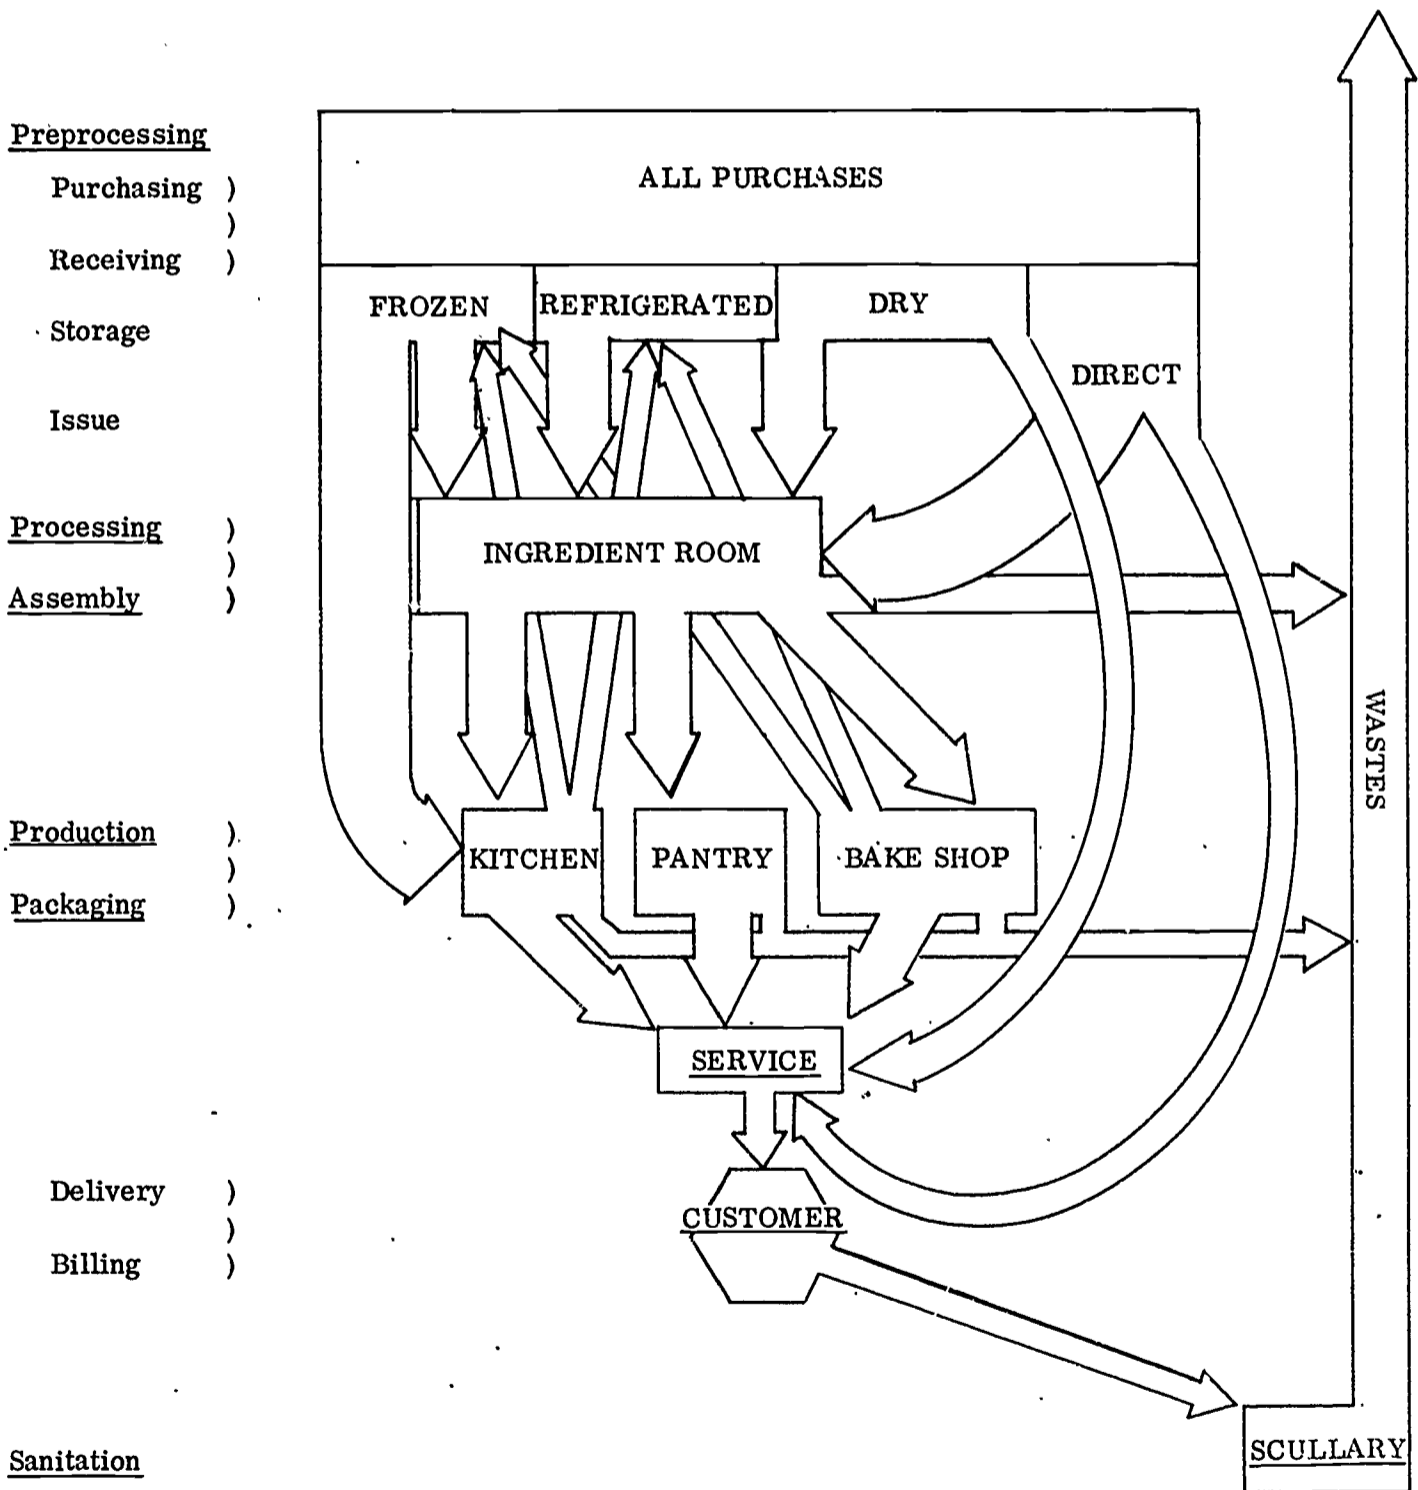 Preprocessing
Purchasing )
)
Receiving )
Storage
Issue
Processing )
)
Assembly )
Production )
)
Packaging )
Delivery )
)
Billing )
Sanitation
ALL PURCHASES
FROZEN
REFRIGERATED
DRY
DIRECT
INGREDIENT ROOM
KITCHEN
PANTRY
BAKE SHOP
SERVICE
CUSTOMER
WASTES
SCULLARY